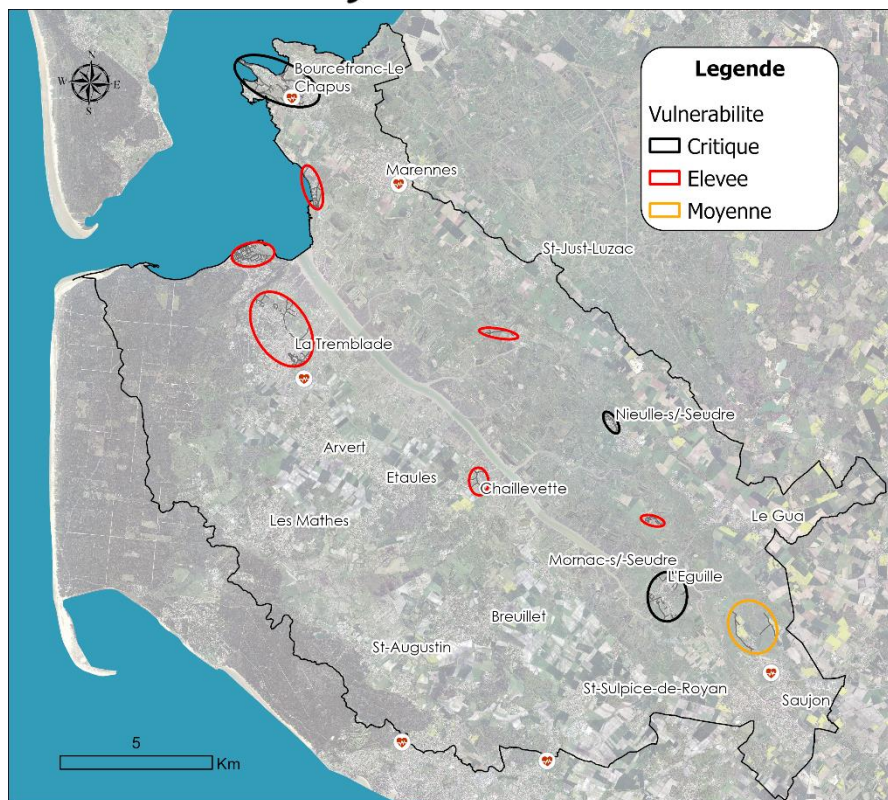 N
W
E
S
Bourcefranc-Le
Chapus
Legende
Vulnerabilite
Critique
Elevee
Moyenne
Marennes
St-Just-Luzac
La Tremblade
Nieulle-s/-Seudre
Arvert
Etaules
Chaillevette
Les Mathes
Le Gua
Mornac-s/-Seudre
L'Eguille
Breuillet
St-Augustin
St-Sulpice-de-Royan
Saujon
5
Km